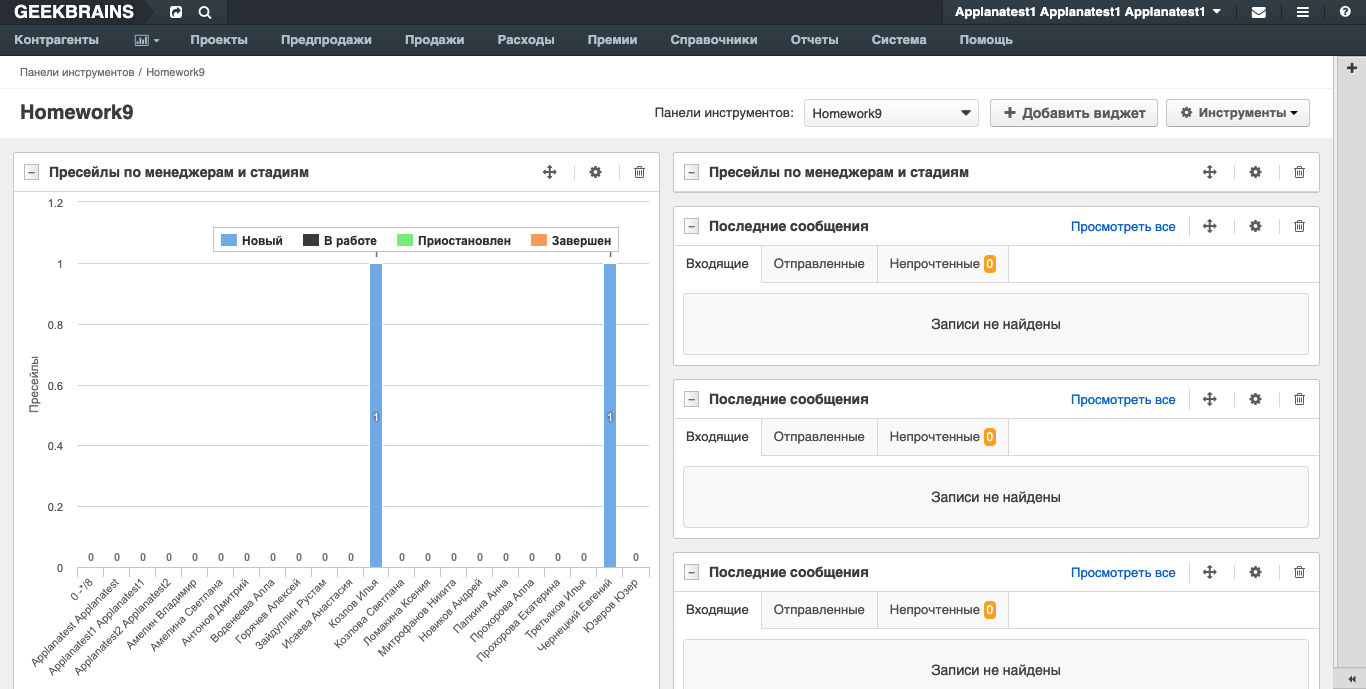 GEEKBRAINS
Applanatest1 Applanatest1 Applanatest1
Контрагенты Проекты Предпродажи Продажи Расходы Премии Справочники Отчеты Система Помощь
Панели инструментов / Homework9
Homework9
Панели инструментов: Homework9 Добавить виджет Инструменты
Пресейлы по менеджерам и стадиям
1.2
Новый В работе Приостановлен Завершен
1
0.8
0.6
0.4
0.2
0
Пресейлы
1 1
0 0 0 0 0 0 0 0 0 0 0 0 0 0 0 0 0 0 0 0
0 -*/8
Applanatest Applanatest
Applanatest1 Applanatest1
Applanatest2 Applanatest2
Амелин Владимир
Амелина Светлана
Антонов Дмитрий
Воденеева Алла
Горячев Алексей
Зайдуллин Рустам
Исаева Анастасия
Козлов Илья
Козлова Светлана
Ломакина Ксения
Митрофанов Никита
Новиков Андрей
Папкина Анна
Прохорова Алла
Прохорова Екатерина
Третьяков Илья
Чернецкий Евгений
Юзеров Юзер
Пресейлы по менеджерам и стадиям
Последние сообщения Просмотреть все
Входящие Отправленные Непрочтенные 0
Записи не найдены
Последние сообщения Просмотреть все
Входящие Отправленные Непрочтенные 0
Записи не найдены
Последние сообщения Просмотреть все
Входящие Отправленные Непрочтенные 0
Записи не найдены